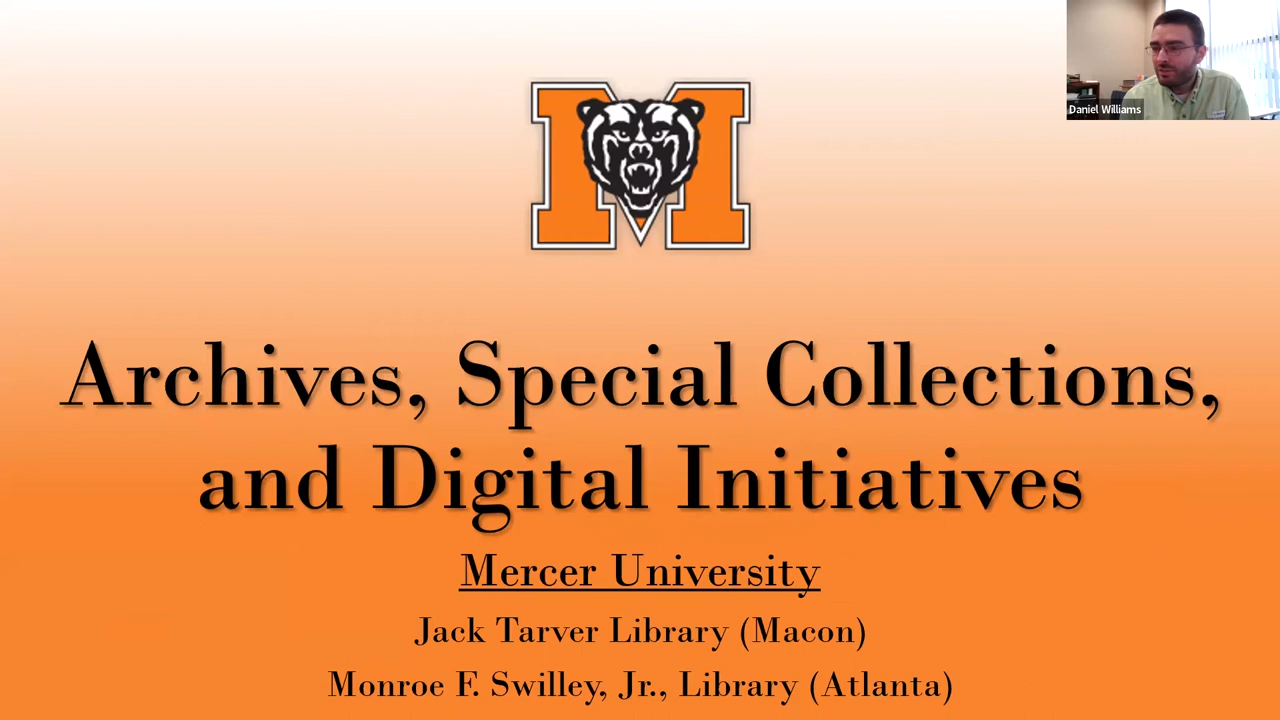 Daniel Williams
M
Archives, Special Collections,
and Digital Initiatives
Mercer University
Jack Tarver Library (Macon)
Monroe F. Swilley, Jr., Library (Atlanta)